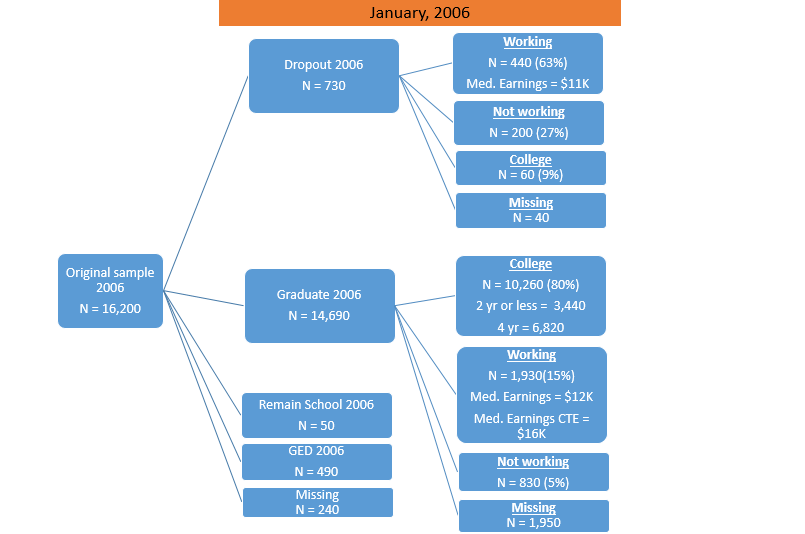 January, 2006
Dropout 2006
N = 730
Working
N = 440 (63%)
Med. Earnings = $11K
Not working
N = 200 (27%)
College
N = 60 (9%)
Missing
N = 40
Original sample
2006
N = 16,200
Graduate 2006
N = 14,690
College
N = 10,260 (80%)
2 yr or less =  3,440
4 yr = 6,820
Working
N = 1,930(15%)
Med. Earnings = $12K
Med. Earnings CTE =
$16K
Not working
N = 830 (5%)
Missing
N = 1,950
Remain School 2006
N = 50
GED 2006
N = 490
Missing
N = 240